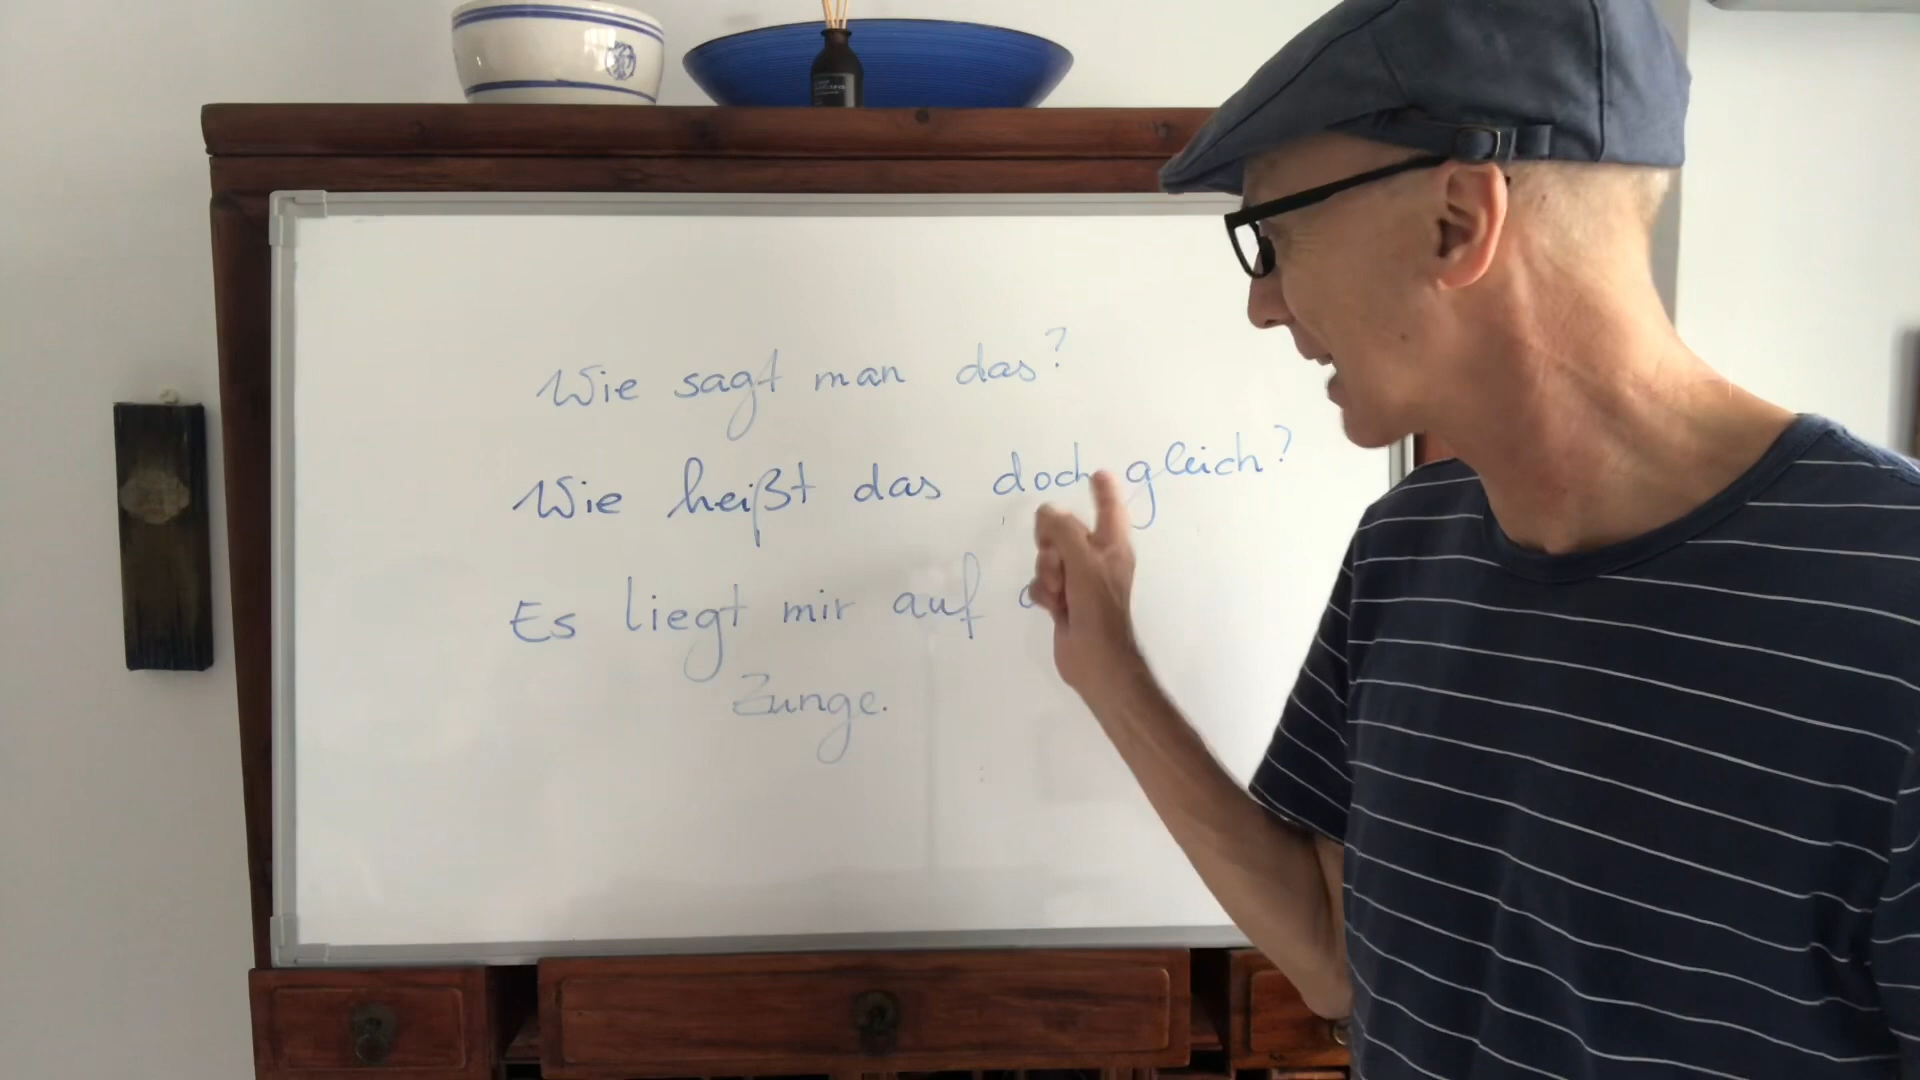 Wie sagt man das?
Wie heißt das doch gleich?
Es liegt mir auf
Zunge.